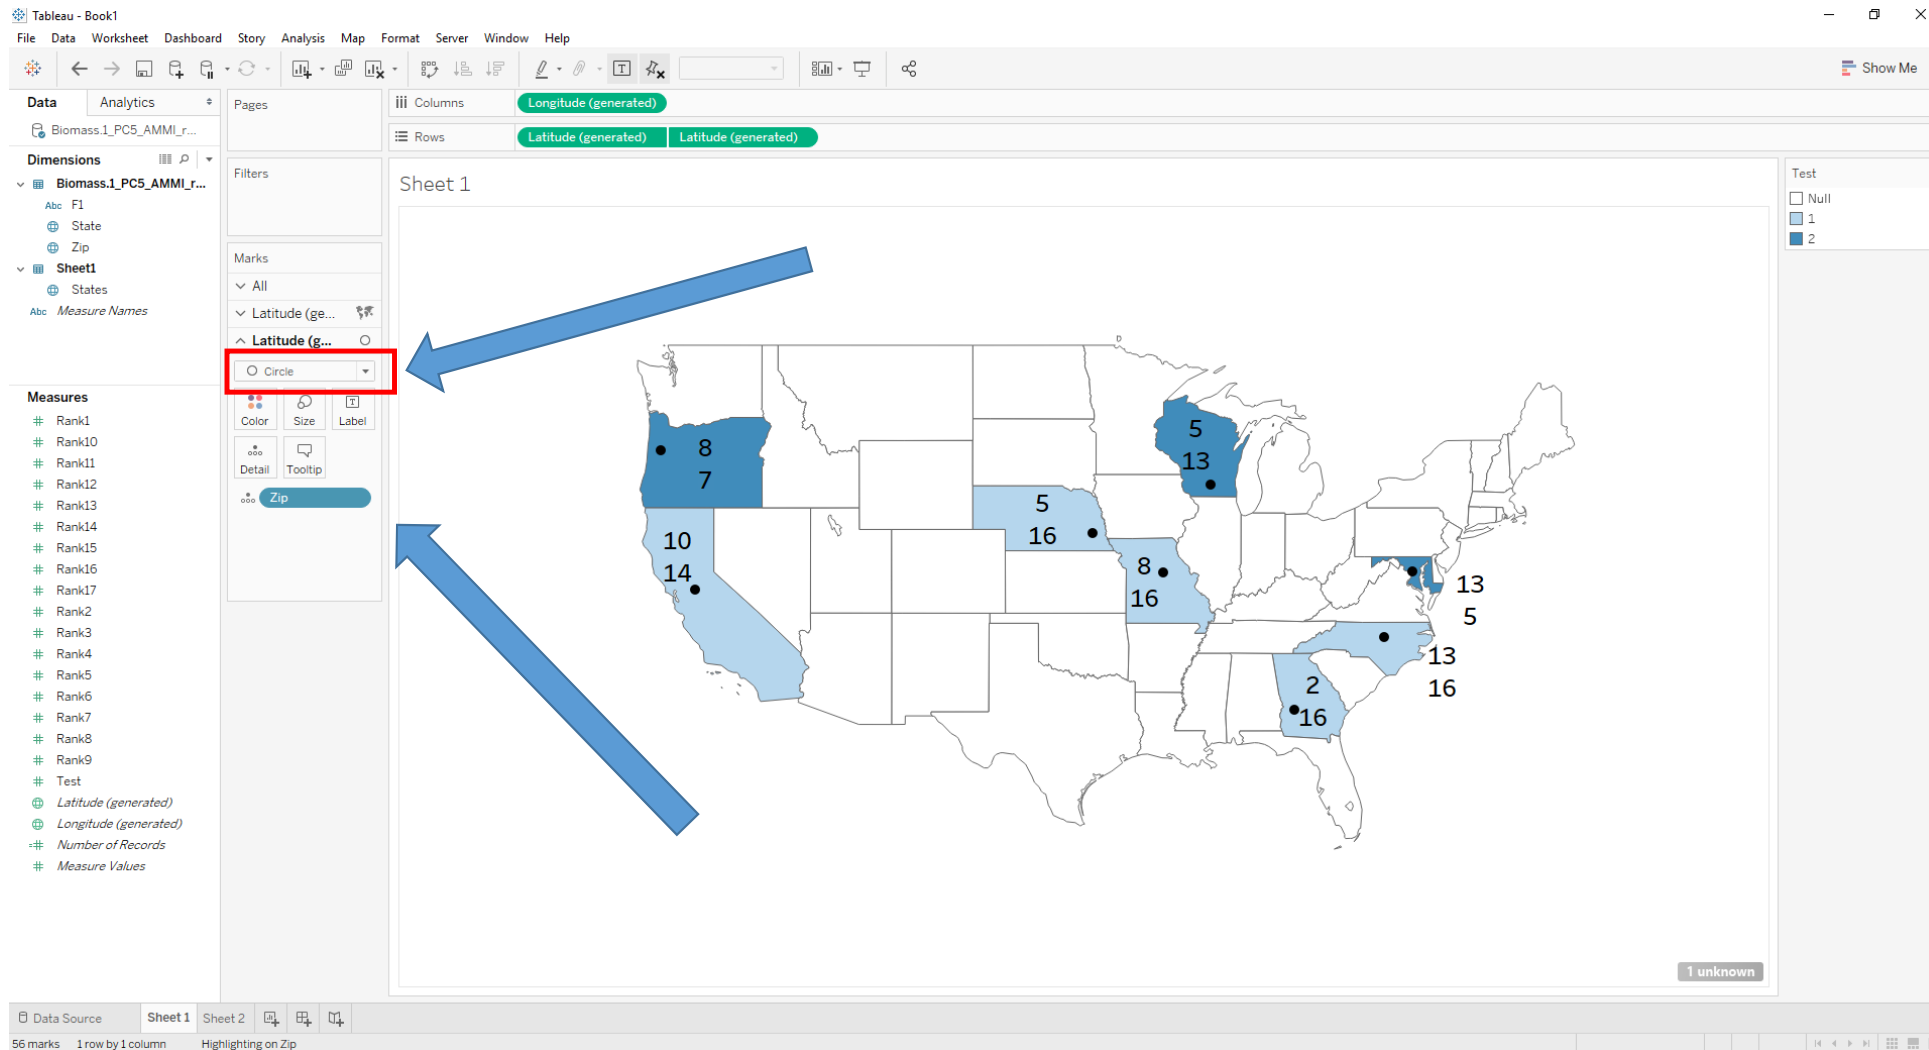 Tableau - Book1
File Data Worksheet Dashboard Story Analysis Map Format Server Window Help
Show Me
Data Analytics
Biomass.1_PC5_AMMI_r...
Dimensions
Biomass.1_PC5_AMMI_r...
Abc F1
State
Zip
Sheet1
States
Abc Measure Names
Measures
Rank1
Rank10
Rank11
Rank12
Rank13
Rank14
Rank15
Rank16
Rank17
Rank2
Rank3
Rank4
Rank5
Rank6
Rank7
Rank8
Rank9
Test
Latitude (generated)
Longitude (generated)
Number of Records
Measure Values
Pages
Filters
Marks
All
Latitude (ge...
Latitude (g...
Circle
Color Size Label
Detail Tooltip
Zip
Columns Longitude (generated)
Rows Latitude (generated) Latitude (generated)
Sheet 1
8
7
10
14
5
13
5
16
8
16
13
5
13
16
2
16
1 unknown
Test
Null
1
2
Data Source Sheet 1 Sheet 2
56 marks 1 row by 1 column Highlighting on Zip